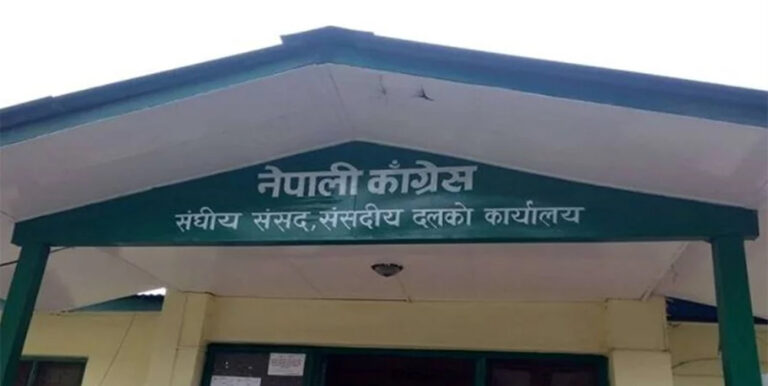 नेपाली काँग्रेस
संघीय संसद,संसदीय दलको कार्यालय